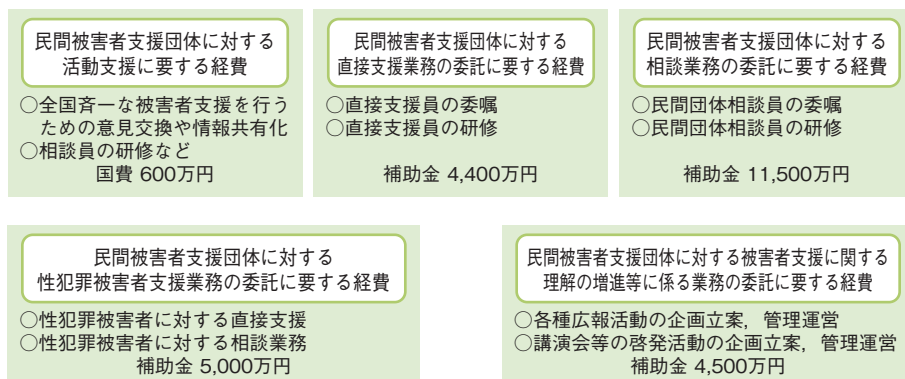 民間被害者支援団体に対する
活動支援に要する経費
○全国斉一な被害者支援を行う
ための意見交換や情報共有化
○相談員の研修など
国費 600万円
民間被害者支援団体に対する
直接支援業務の委託に要する経費
○直接支援員の委嘱
○直接支援員の研修
補助金 4,400万円
民間被害者支援団体に対する
相談業務の委託に要する経費
○民間団体相談員の委嘱
○民間団体相談員の研修
補助金 11,500万円
民間被害者支援団体に対する
性犯罪被害者支援業務の委託に要する経費
○性犯罪被害者に対する直接支援
○性犯罪被害者に対する相談業務
補助金 5,000万円
民間被害者支援団体に対する被害者支援に関する
理解の増進等に係る業務の委託に要する経費
○各種広報活動の企画立案，管理運営
○講演会等の啓発活動の企画立案，管理運営
補助金 4,500万円